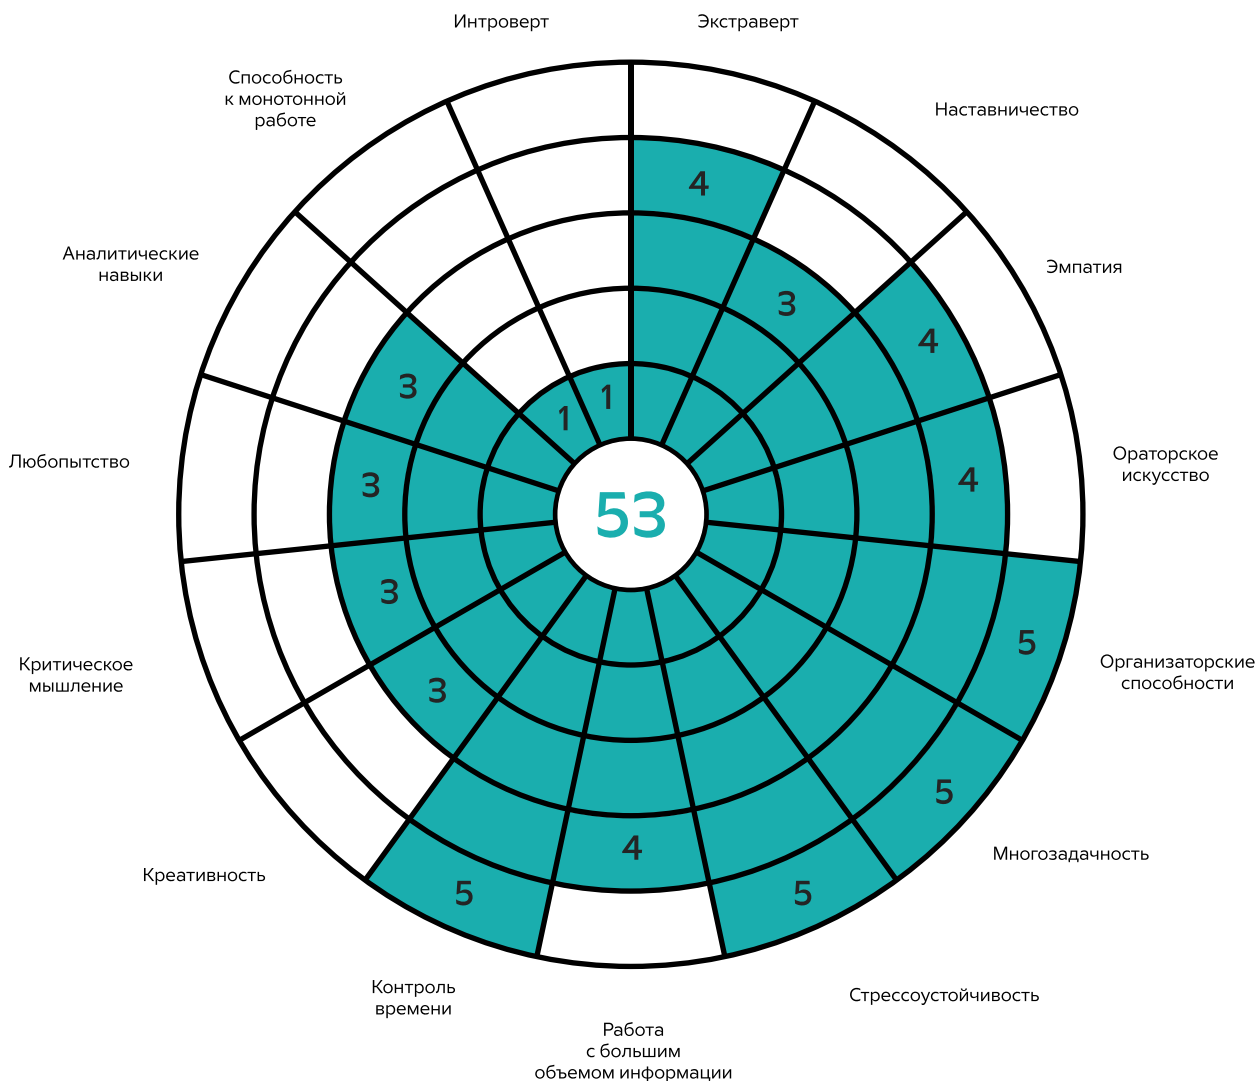 Интроверт
Экстраверт
Способность
к монотонной
работе
Наставничество
4
Аналитические
навыки
Эмпатия
3
4
3
1
1
Любопытство
Ораторское
искусство
3
4
53
3
5
Критическое
мышление
Организаторские
способности
3
5
4
Многозадачность
Креативность
5
5
Контроль
времени
Стрессоустойчивость
Работа
с большим
объемом информации